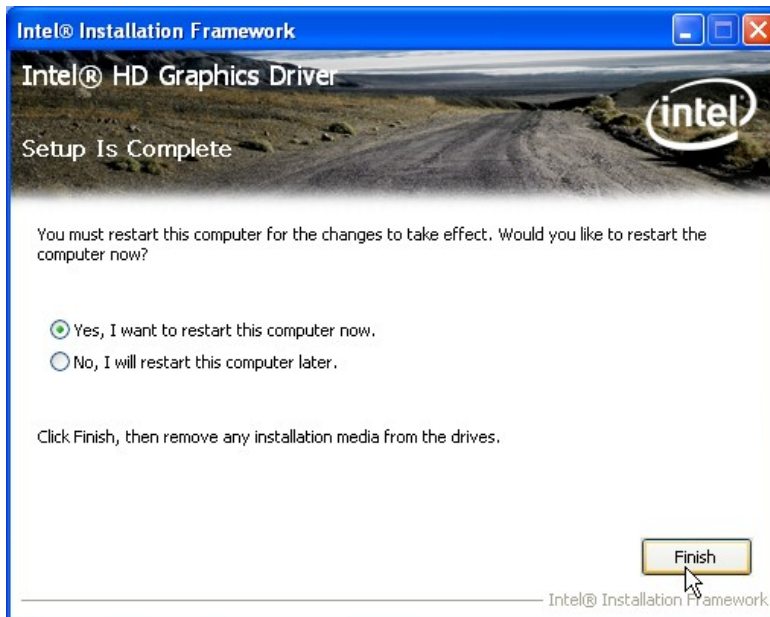 Intel® Installation Framework
Intel® HD Graphics Driver
intel
Setup Is Complete
You must restart this computer for the changes to take effect. Would you like to restart the
computer now?
Yes, I want to restart this computer now.
No, I will restart this computer later.
Click Finish, then remove any installation media from the drives.
Finish
Intel® Installation Framework